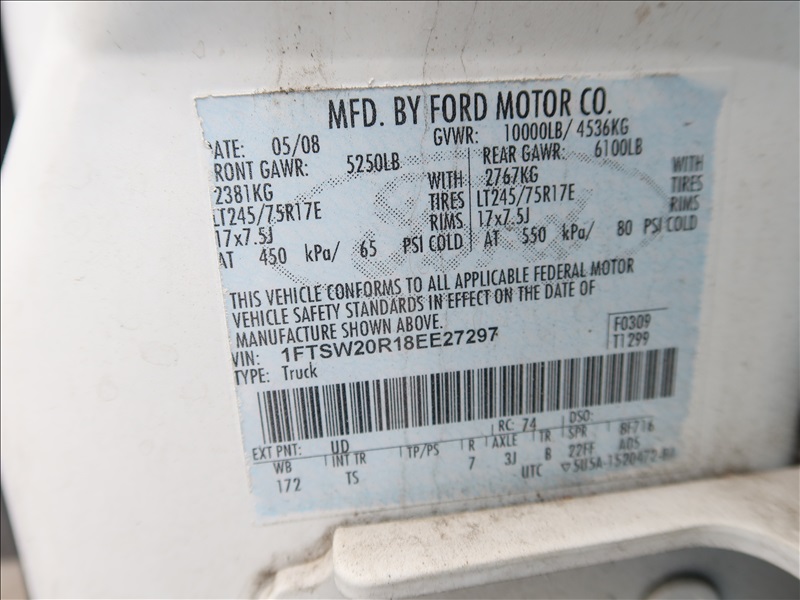 MFD. BY FORD MOTOR CO.
DATE: 05/08 GVWR: 10000LB/ 4536KG
FRONT GAWR: 5250LB REAR GAWR: 6100LB
2381KG WITH 2767KG WITH
LT245/75R17E TIRES LT245/75R17E TIRES
17x7.5J RIMS 17x7.5J RIMS
AT 450 kPa/ 65 PSI COLD AT 550 kPa/ 80 PSI COLD
THIS VEHICLE CONFORMS TO ALL APPLICABLE FEDERAL MOTOR
VEHICLE SAFETY STANDARDS IN EFFECT ON THE DATE OF
MANUFACTURE SHOWN ABOVE.
VIN: 1FTSW20R18EE27297 F0309
TYPE: Truck T1299
EXT PNT: UD RC: 74 DSO:
WB INT TR TP/PS R AXLE TR SPR 8F716
172 TS 7 3J B 22FF A05
UTC